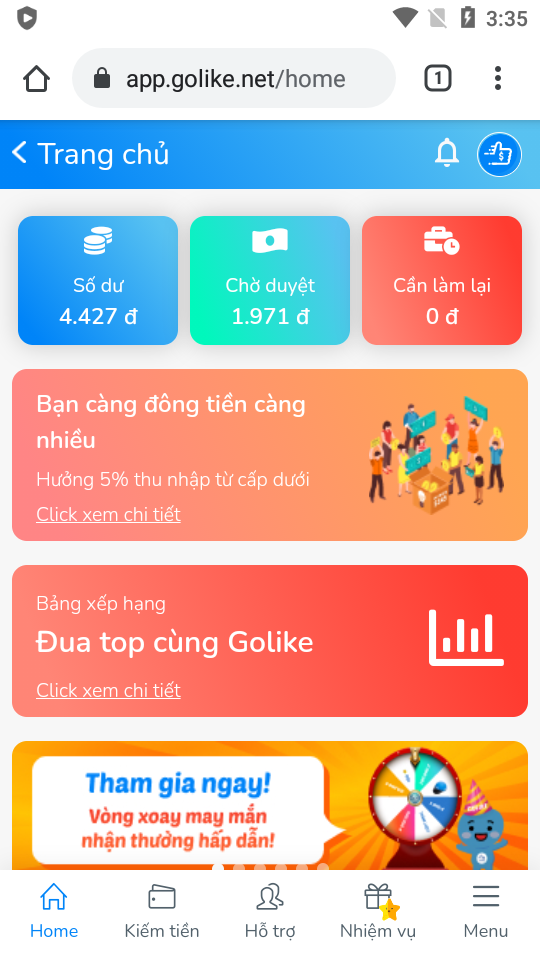 3:35
app.golike.net/home
1
Trang chủ
Số dư
4.427 đ
Chờ duyệt
1.971 đ
Cần làm lại
0 đ
Bạn càng đông tiền càng
nhiều
Hưởng 5% thu nhập từ cấp dưới
Click xem chi tiết
Bảng xếp hạng
Đua top cùng Golike
Click xem chi tiết
Tham gia ngay!
Vòng xoay may mắn
nhận thưởng hấp dẫn!
Home
Kiếm tiền
Hỗ trợ
Nhiệm vụ
Menu